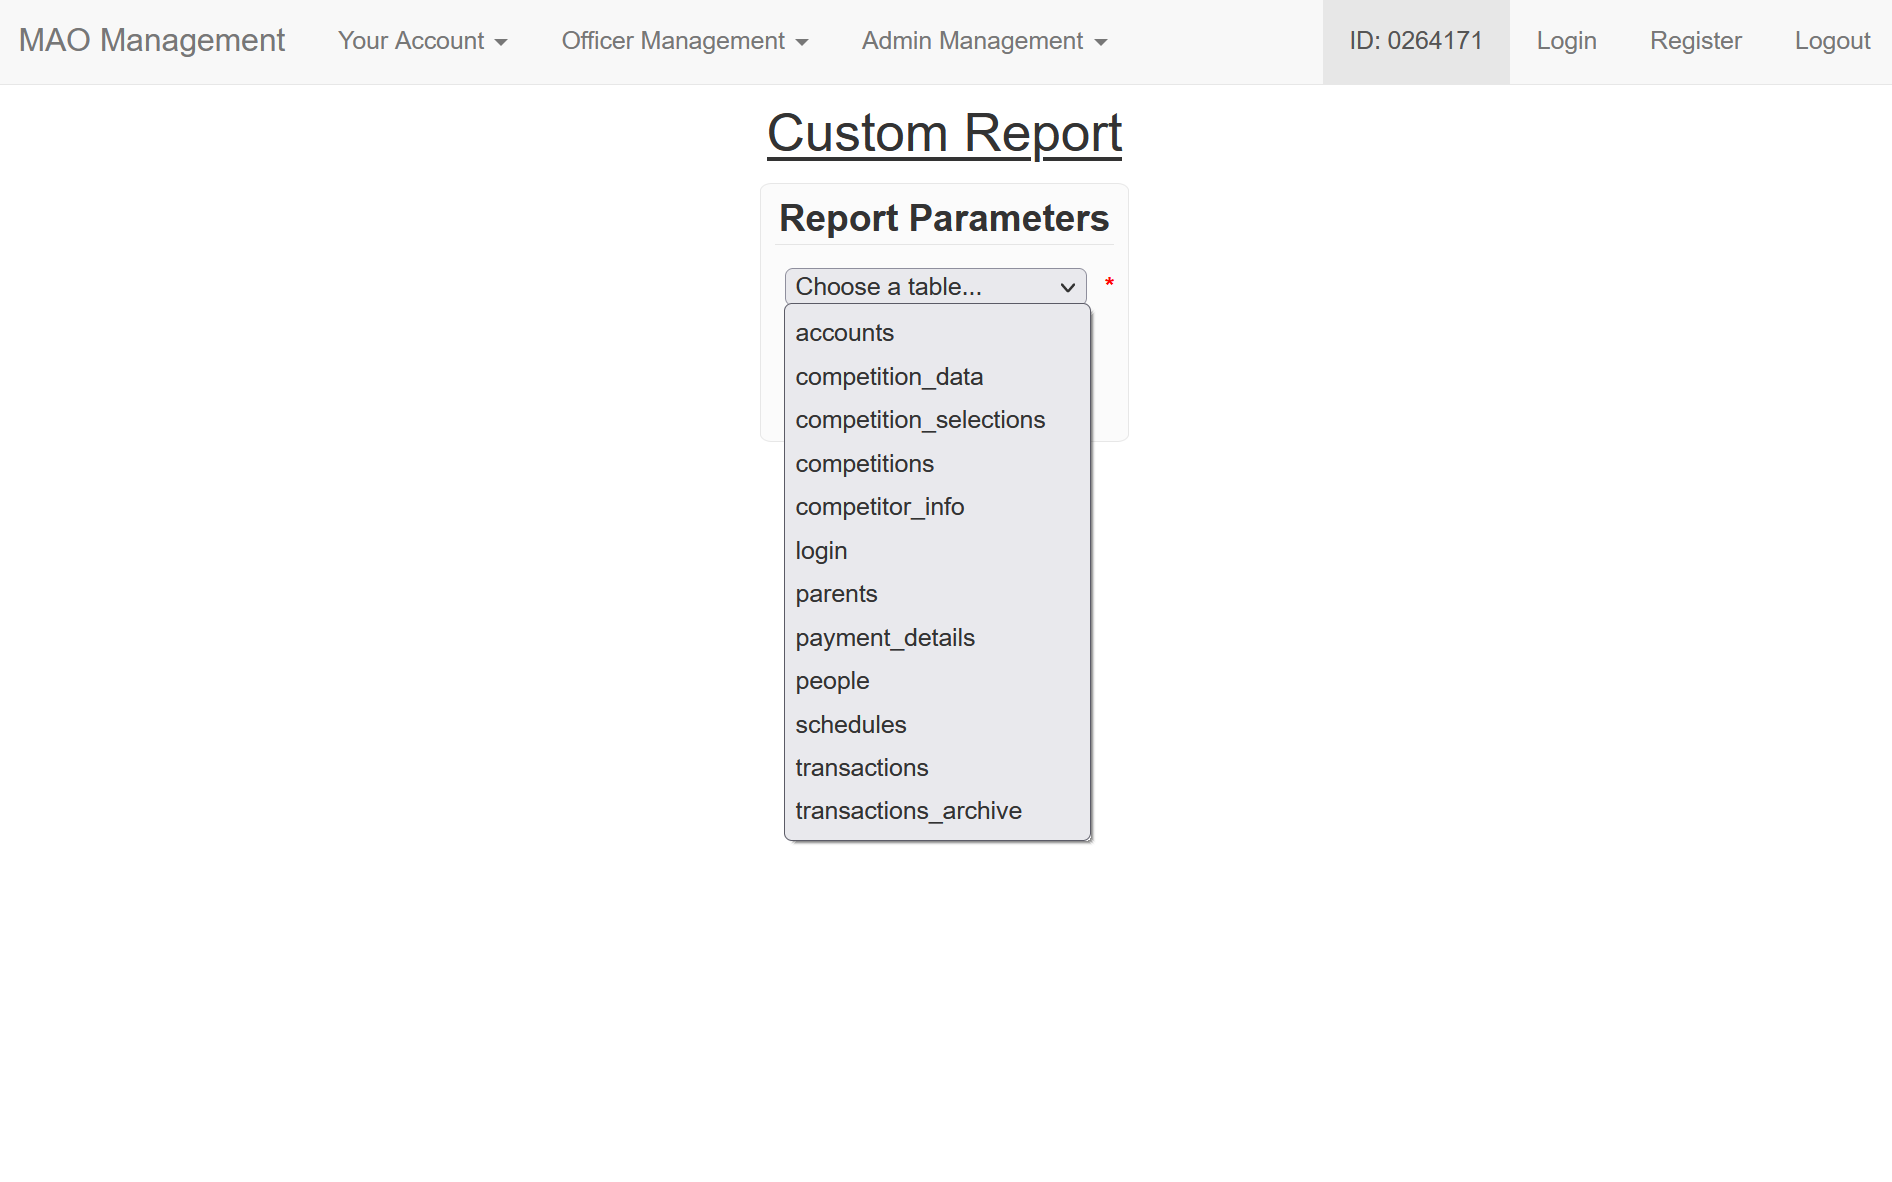 MAO Management Your Account Officer Management Admin Management ID: 0264171 Login Register Logout
Custom Report
Report Parameters
Choose a table... *
accounts
competition_data
competition_selections
competitions
competitor_info
login
parents
payment_details
people
schedules
transactions
transactions_archive